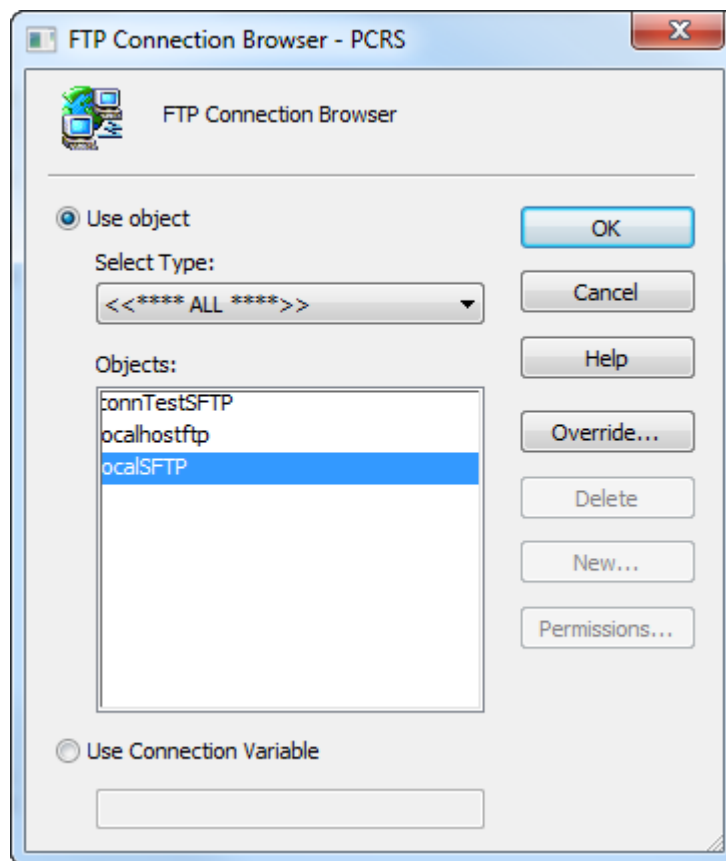 FTP Connection Browser - PCRS
FTP Connection Browser
Use object
OK
Select Type:
<<**** ALL ****>>
Cancel
Objects:
Help
connTestSFTP
ocalhostftp
Override...
ocalSFTP
Delete
New...
Permissions...
Use Connection Variable